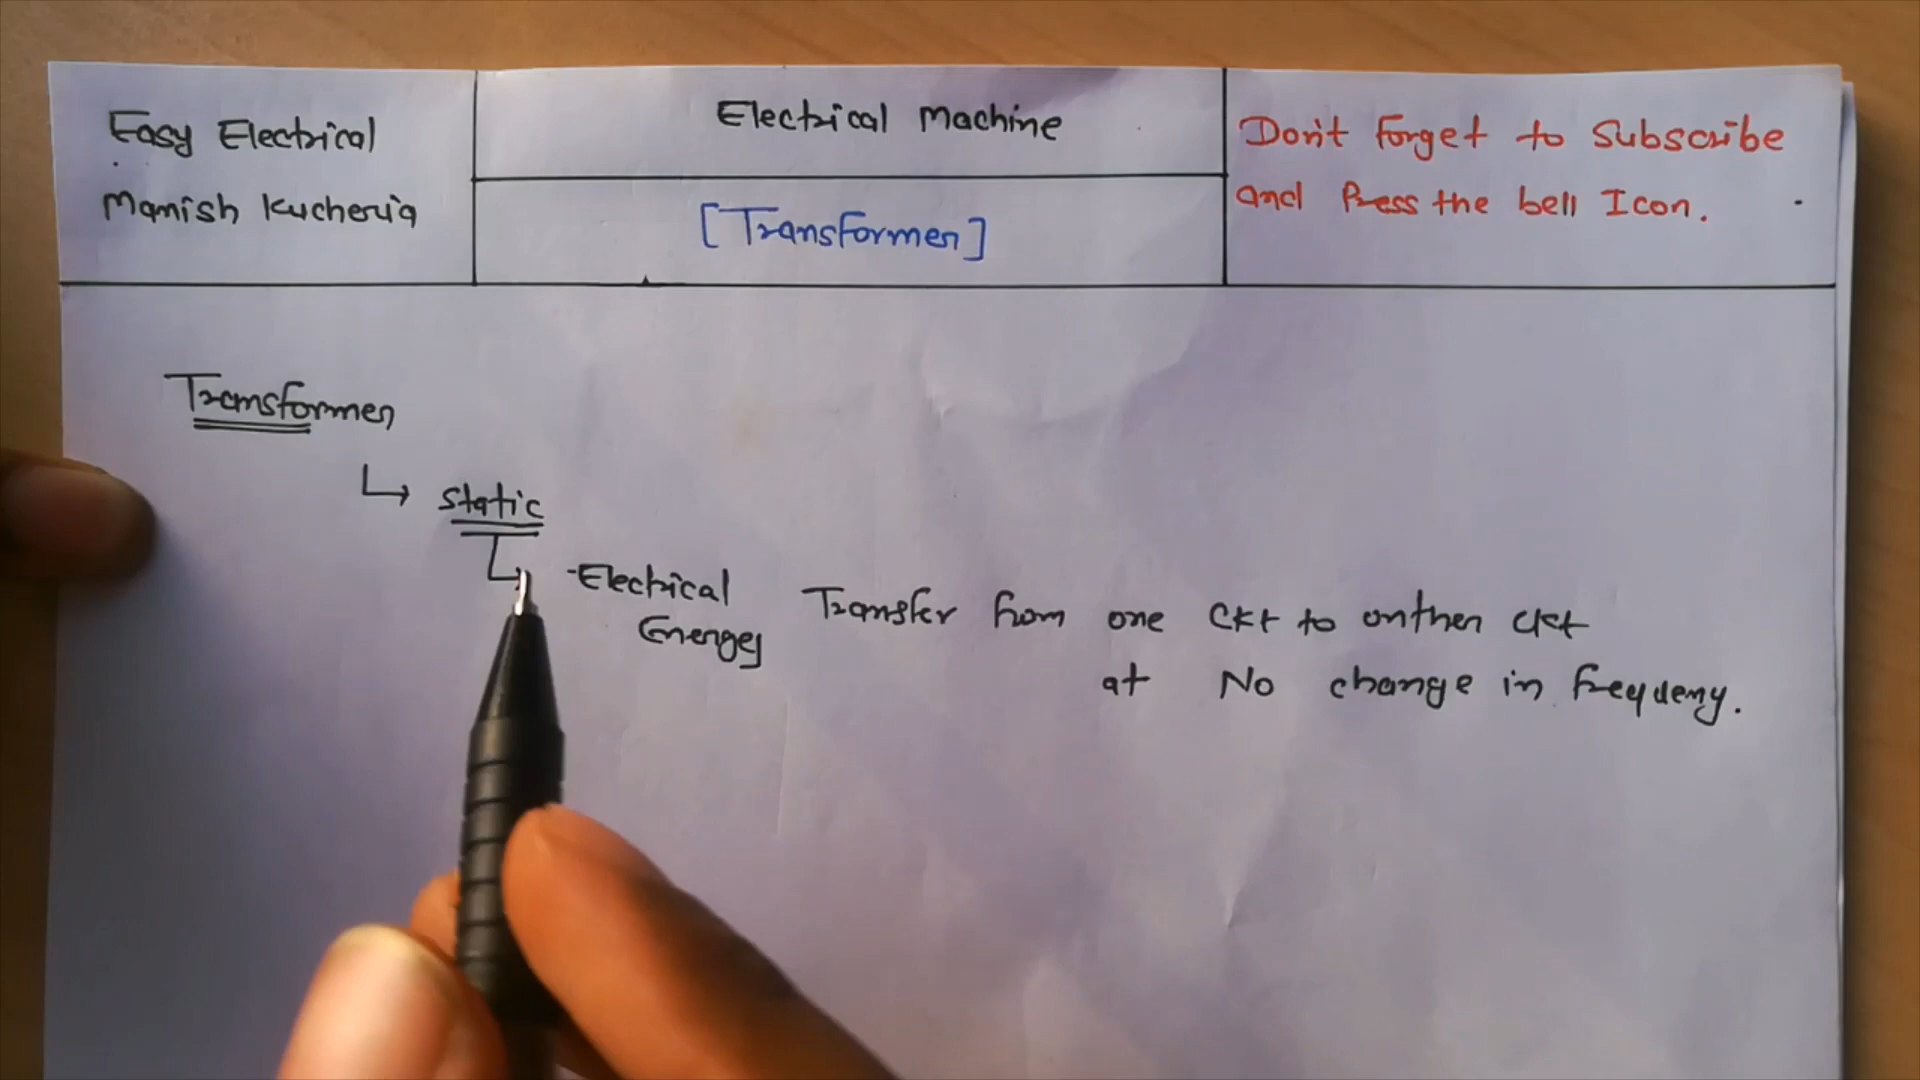 Easy Electrical
Manish Kucheria
Electrical Machine
[Transformer]
Don't forget to Subscribe
and Press the bell Icon.
Transformer
↳ Static
↳ Electrical
Energy
Transfer from one Ckt to onther Ckt
at No change in frequency.